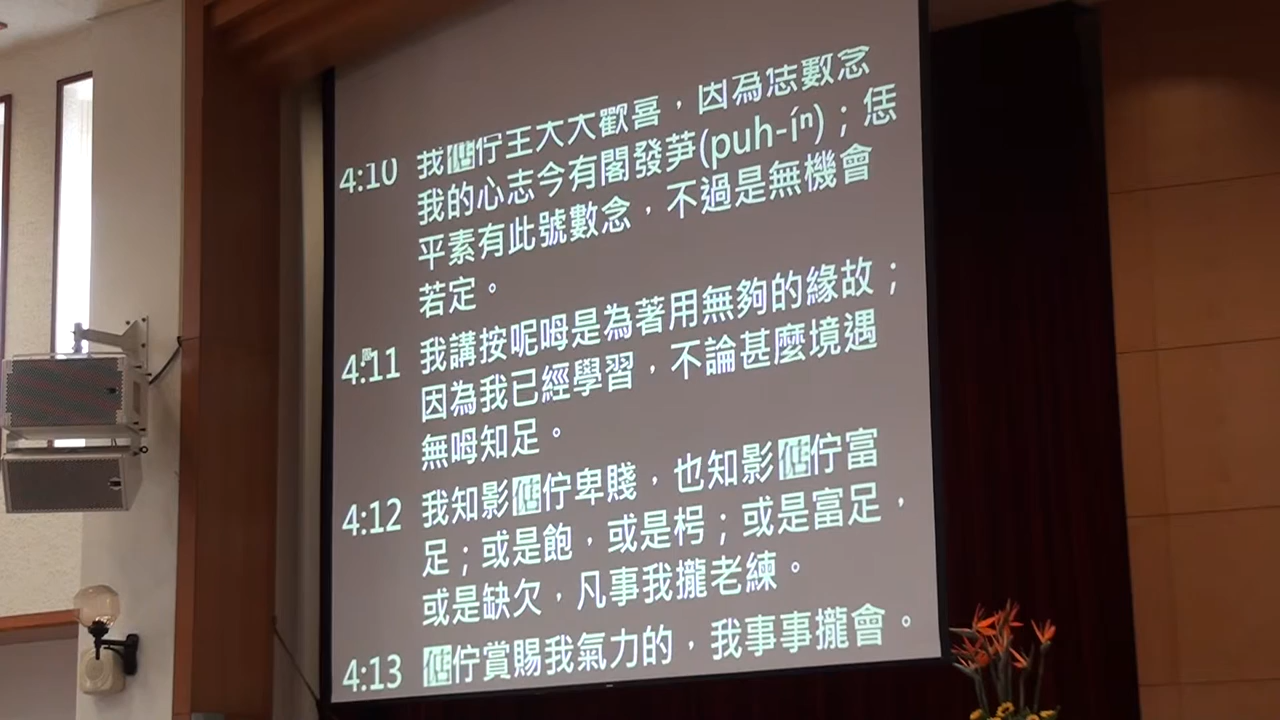 4:10 我佇主大大歡喜，因為恁數念
我的心志今有閣發芽(puh-íⁿ)；恁
平素有此號數念，不過是無機會
若定。
4:11 我講按呢呣是為著用無夠的緣故；
因為我已經學習，不論甚麼境遇
無呣知足。
4:12 我知影佇卑賤，也知影佇富
足；或是飽，或是枵；或是富足，
或是缺欠，凡事我攏老練。
4:13 佇賞賜我氣力的，我事事攏會。